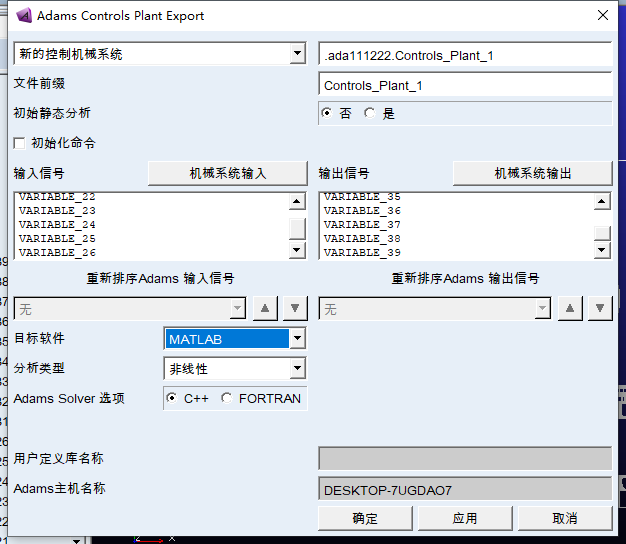 Adams Controls Plant Export
新的控制机械系统
.ada111222.Controls_Plant_1
文件前缀
Controls_Plant_1
初始静态分析
否 是
初始化命令
输入信号
机械系统输入
输出信号
机械系统输出
VARIABLE_22
VARIABLE_23
VARIABLE_24
VARIABLE_25
VARIABLE_26
VARIABLE_35
VARIABLE_36
VARIABLE_37
VARIABLE_38
VARIABLE_39
重新排序Adams 输入信号
重新排序Adams 输出信号
无
无
目标软件
MATLAB
分析类型
非线性
Adams Solver 选项
C++ FORTRAN
用户定义库名称
Adams主机名称
DESKTOP-7UGDAO7
确定
应用
取消